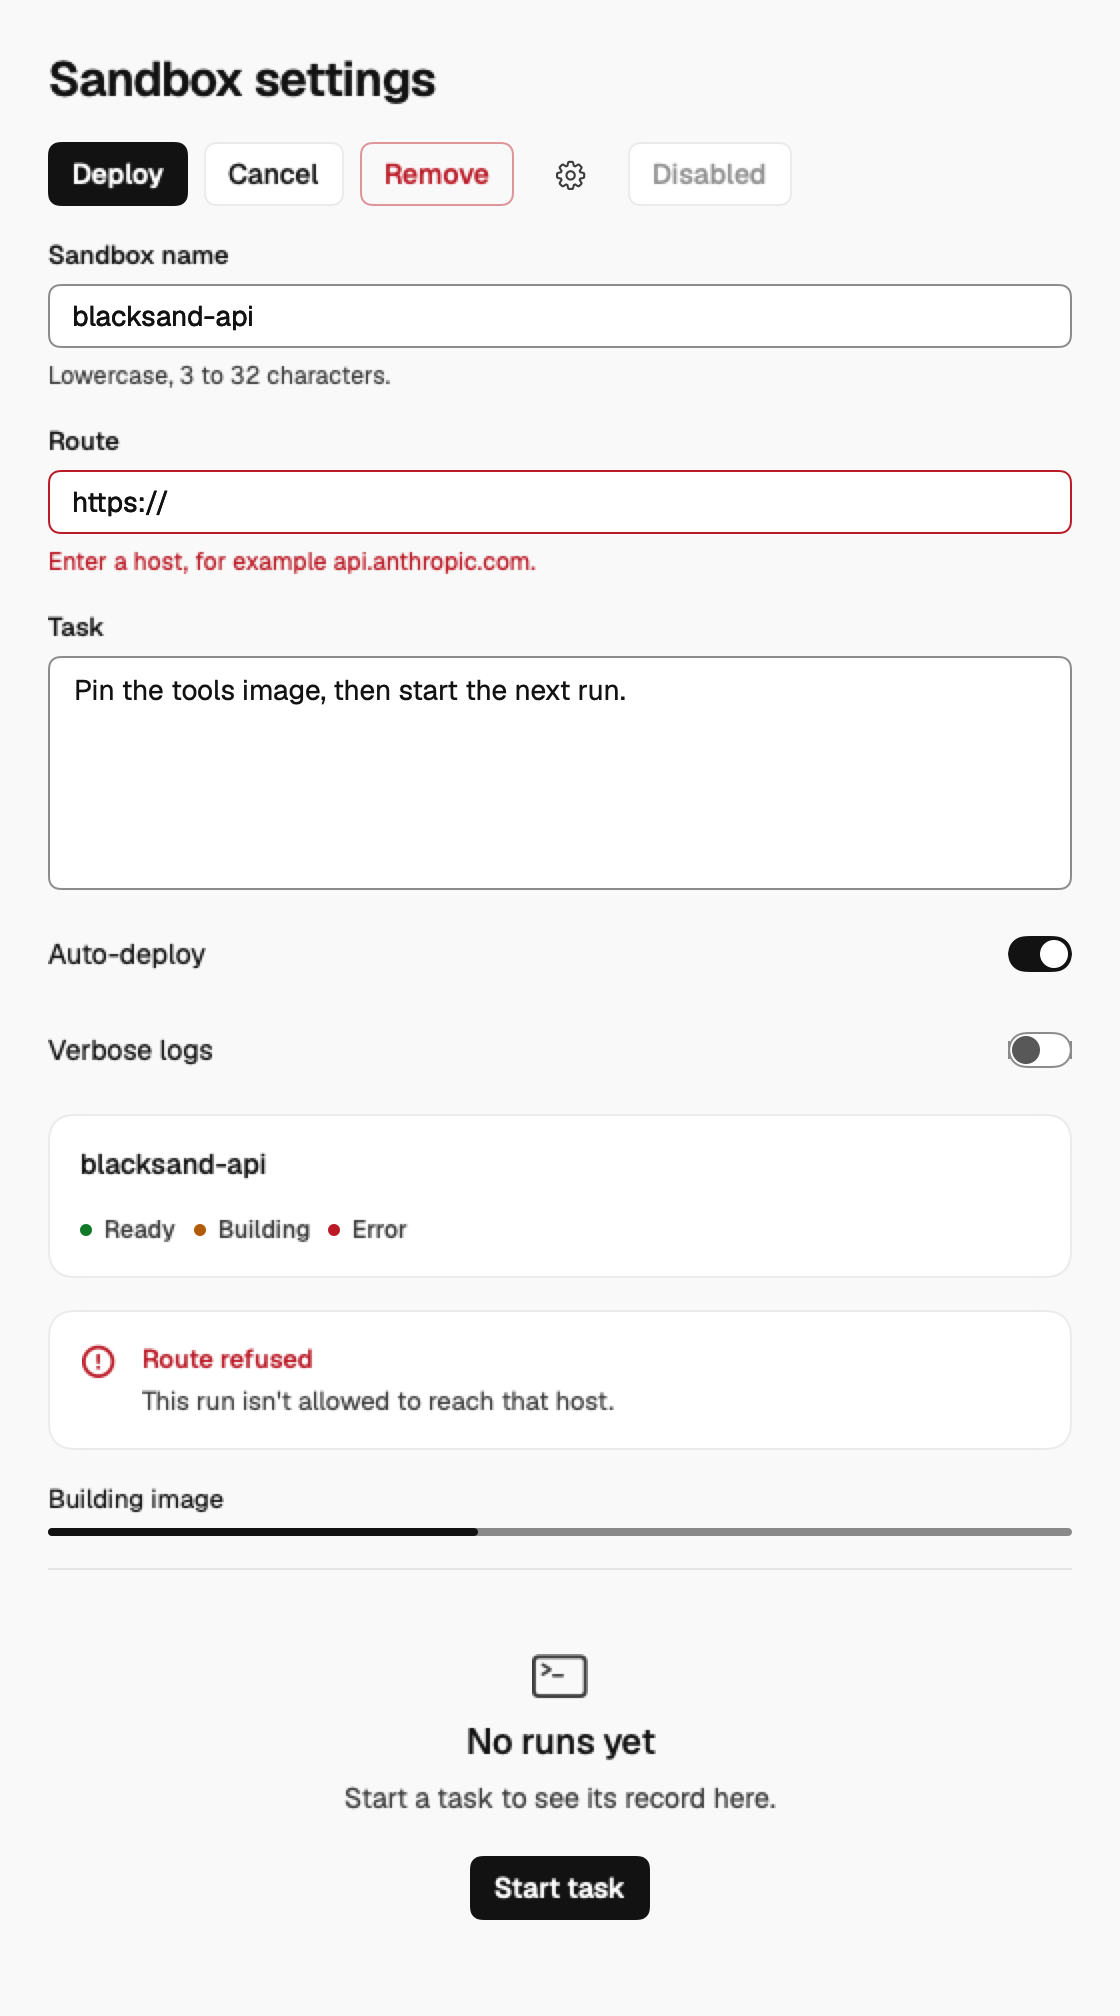 Sandbox settings
Deploy Cancel Remove Disabled
Sandbox name
blacksand-api
Lowercase, 3 to 32 characters.
Route
https://
Enter a host, for example api.anthropic.com.
Task
Pin the tools image, then start the next run.
Auto-deploy
Verbose logs
blacksand-api
Ready Building Error
Route refused
This run isn't allowed to reach that host.
Building image
No runs yet
Start a task to see its record here.
Start task